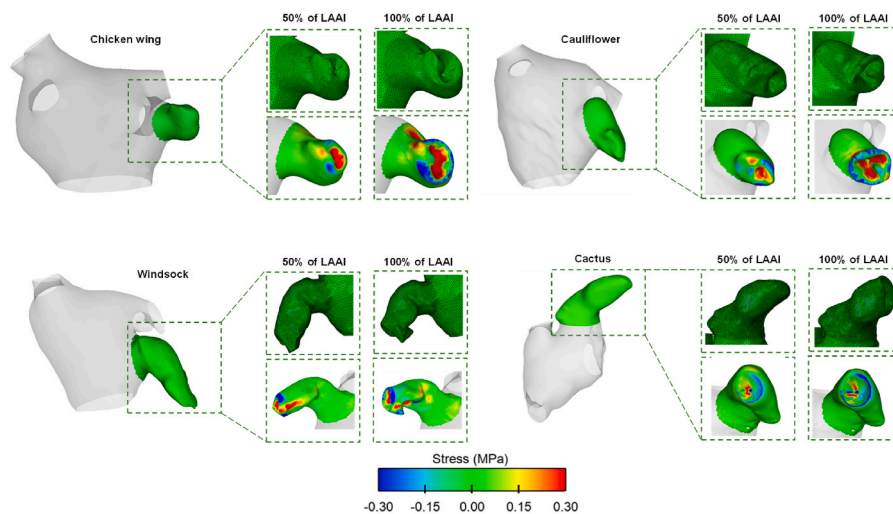 Chicken wing
50% of LAAI
100% of LAAI
Cauliflower
50% of LAAI
100% of LAAI
Windsock
50% of LAAI
100% of LAAI
Cactus
50% of LAAI
100% of LAAI
Stress (MPa)
-0.30 -0.15 0.00 0.15 0.30